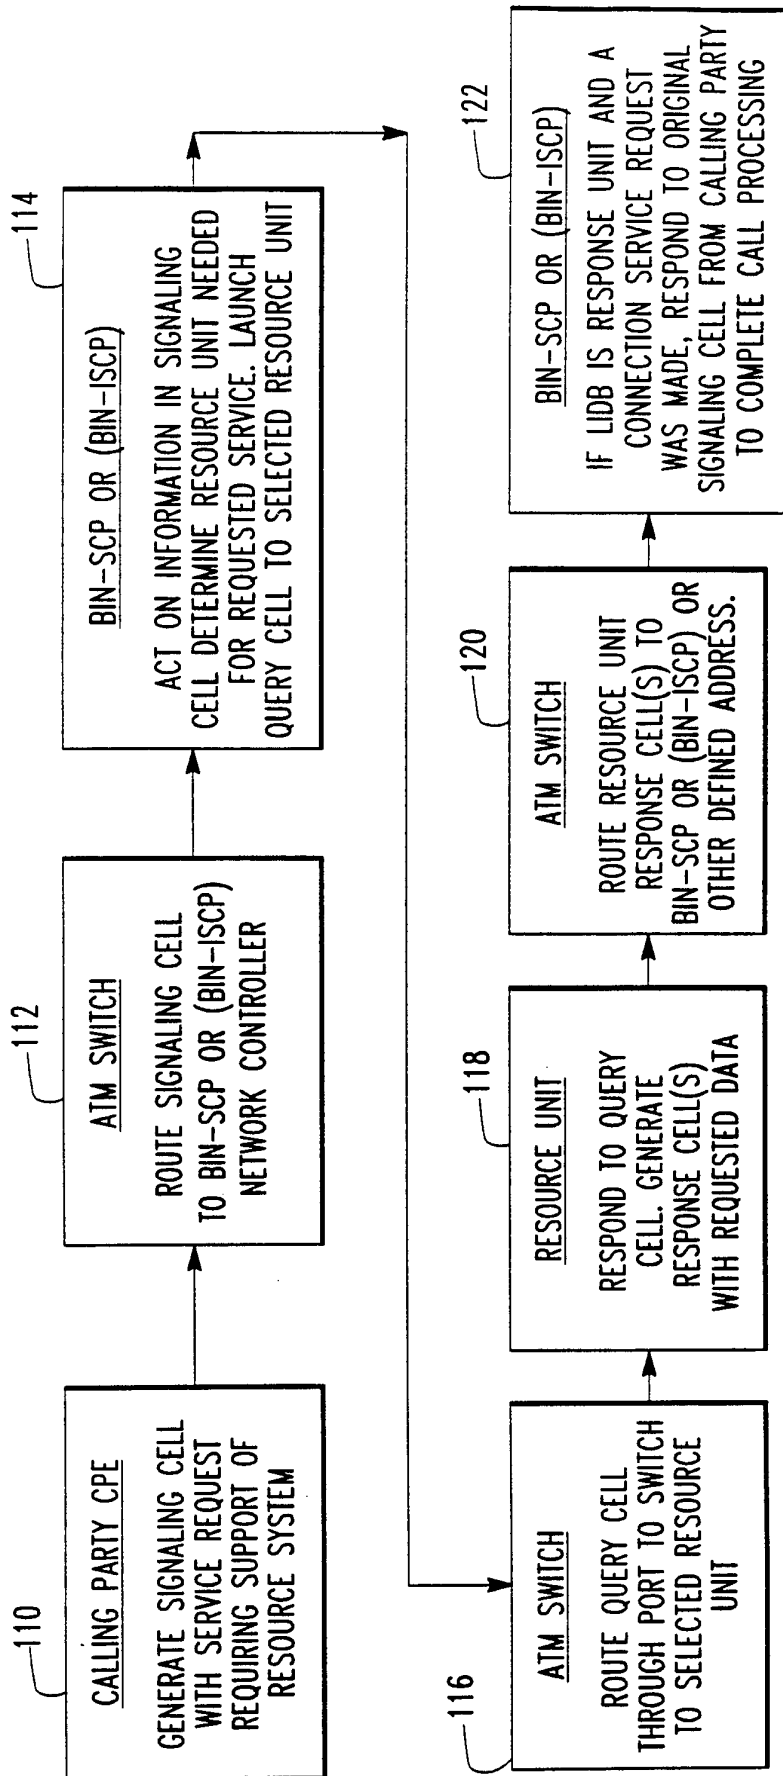 110
CALLING PARTY CPE
GENERATE SIGNALING CELL
WITH SERVICE REQUEST
REQUIRING SUPPORT OF
RESOURCE SYSTEM
112
ATM SWITCH
ROUTE SIGNALING CELL
TO BIN-SCP OR (BIN-ISCP)
NETWORK CONTROLLER
114
BIN-SCP OR (BIN-ISCP)
ACT ON INFORMATION IN SIGNALING
CELL DETERMINE RESOURCE UNIT NEEDED
FOR REQUESTED SERVICE. LAUNCH
QUERY CELL TO SELECTED RESOURCE UNIT
116
ATM SWITCH
ROUTE QUERY CELL
THROUGH PORT TO SWITCH
TO SELECTED RESOURCE
UNIT
118
RESOURCE UNIT
RESPOND TO QUERY
CELL. GENERATE
RESPONSE CELL(S)
WITH REQUESTED DATA
120
ATM SWITCH
ROUTE RESOURCE UNIT
RESPONSE CELL(S) TO
BIN-SCP OR (BIN-ISCP) OR
OTHER DEFINED ADDRESS.
122
BIN-SCP OR (BIN-ISCP)
IF LIDB IS RESPONSE UNIT AND A
CONNECTION SERVICE REQUEST
WAS MADE, RESPOND TO ORIGINAL
SIGNALING CELL FROM CALLING PARTY
TO COMPLETE CALL PROCESSING